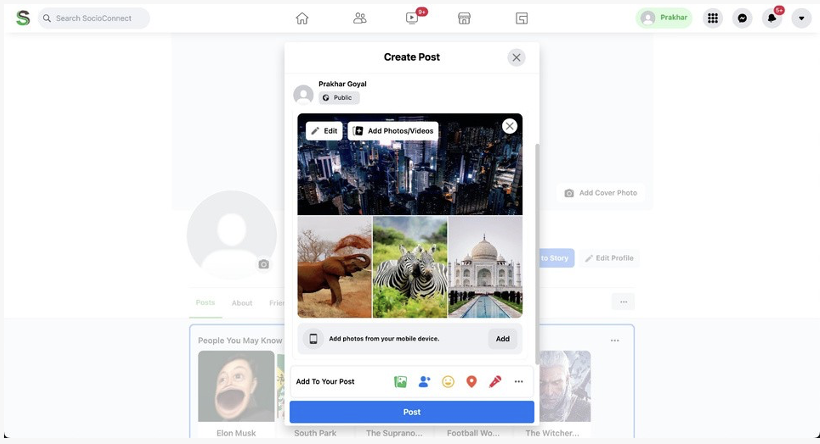 S
Search SocioConnect
9+
Prakhar
5+
Create Post
Prakhar Goyal
Public
Edit
Add Photos/Videos
Add Cover Photo
to Story
Edit Profile
Posts
About
Frie
Add photos from your mobile device.
Add
People You May Know
Add To Your Post
Post
Elon Musk
South Park
The Suprano...
Football Wo...
The Witcher...